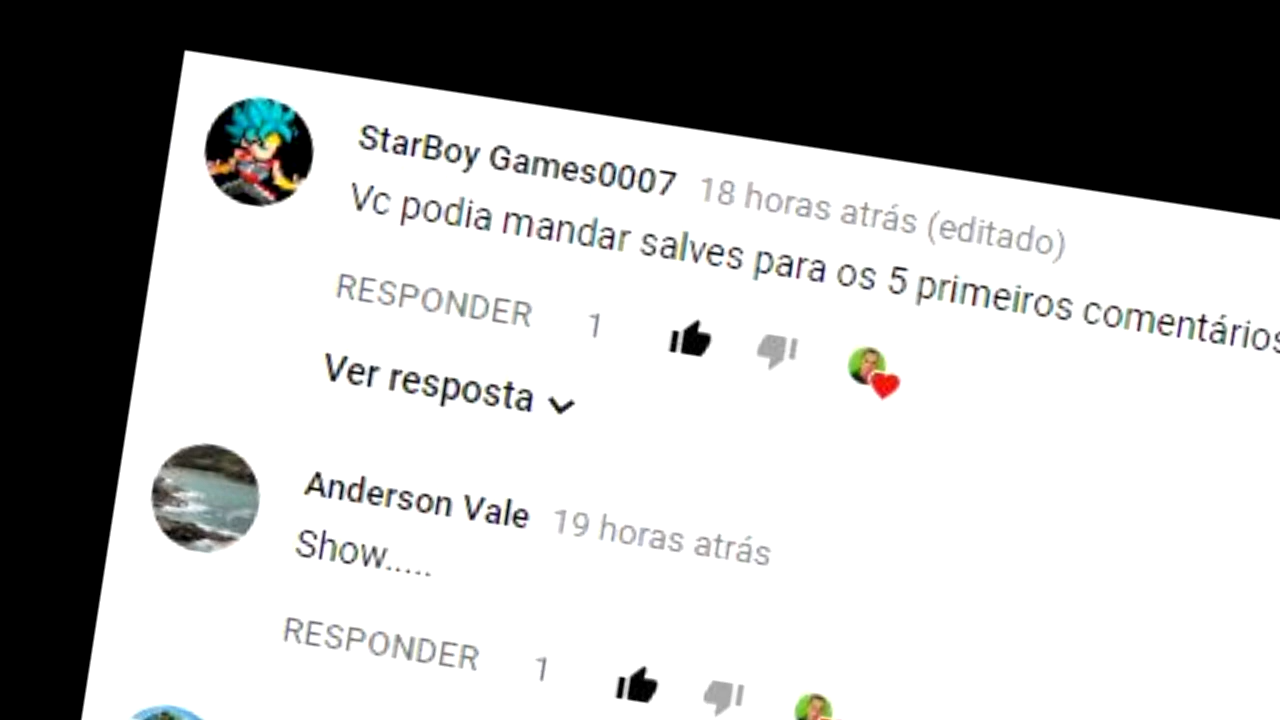 StarBoy Games0007 18 horas atrás (editado)
Vc podia mandar salves para os 5 primeiros comentários
RESPONDER 1
Ver resposta
Anderson Vale 19 horas atrás
Show.....
RESPONDER 1